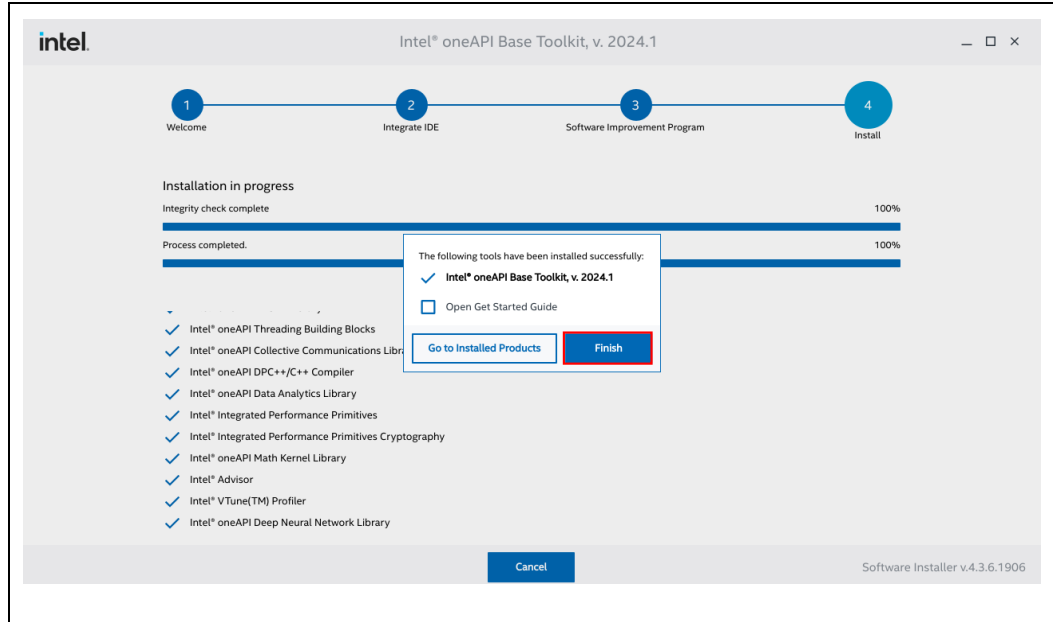 intel.
Intel® oneAPI Base Toolkit, v. 2024.1
1
2
3
4
Welcome
Integrate IDE
Software Improvement Program
Install
Installation in progress
Integrity check complete
100%
Process completed.
100%
The following tools have been installed successfully:
Intel® oneAPI Base Toolkit, v. 2024.1
Open Get Started Guide
Go to Installed Products
Finish
Intel® oneAPI Threading Building Blocks
Intel® oneAPI Collective Communications
Intel® oneAPI DPC++/C++ Compiler
Intel® oneAPI Data Analytics Library
Intel® Integrated Performance Primitives
Intel® Integrated Performance Primitives Cryptography
Intel® oneAPI Math Kernel Library
Intel® Advisor
Intel® VTune(TM) Profiler
Intel® oneAPI Deep Neural Network Library
Cancel
Software Installer v.4.3.6.1906